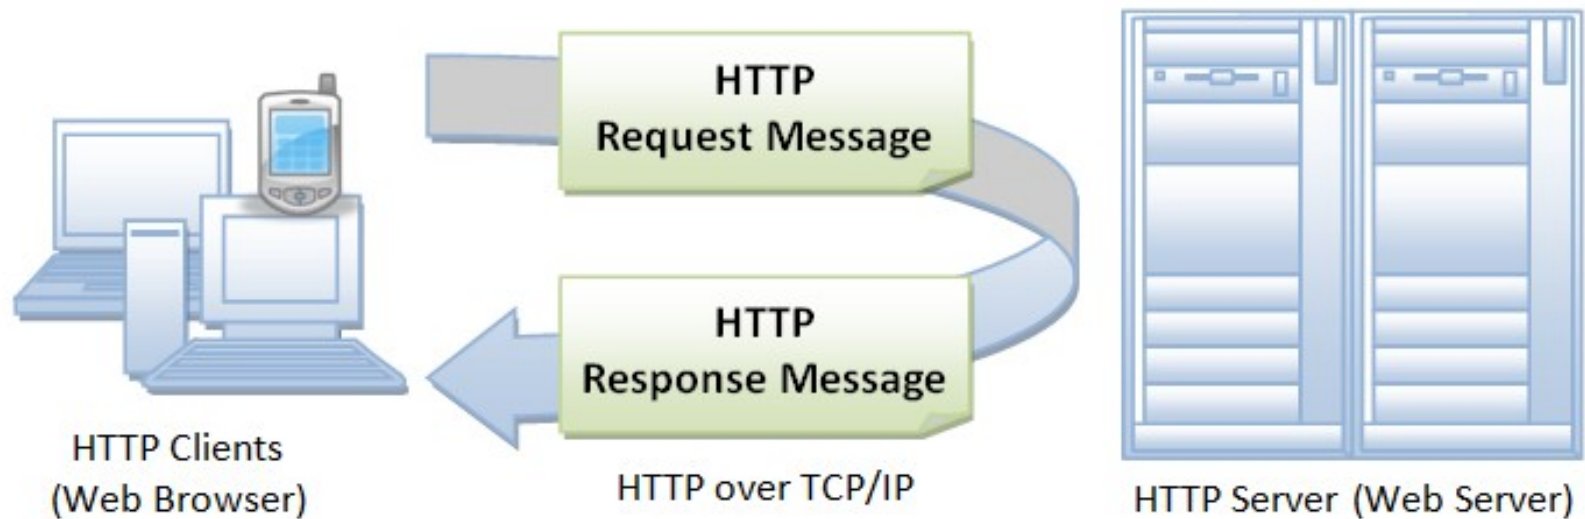 HTTP
Request Message
HTTP
Response Message
HTTP Clients
(Web Browser)
HTTP over TCP/IP
HTTP Server (Web Server)